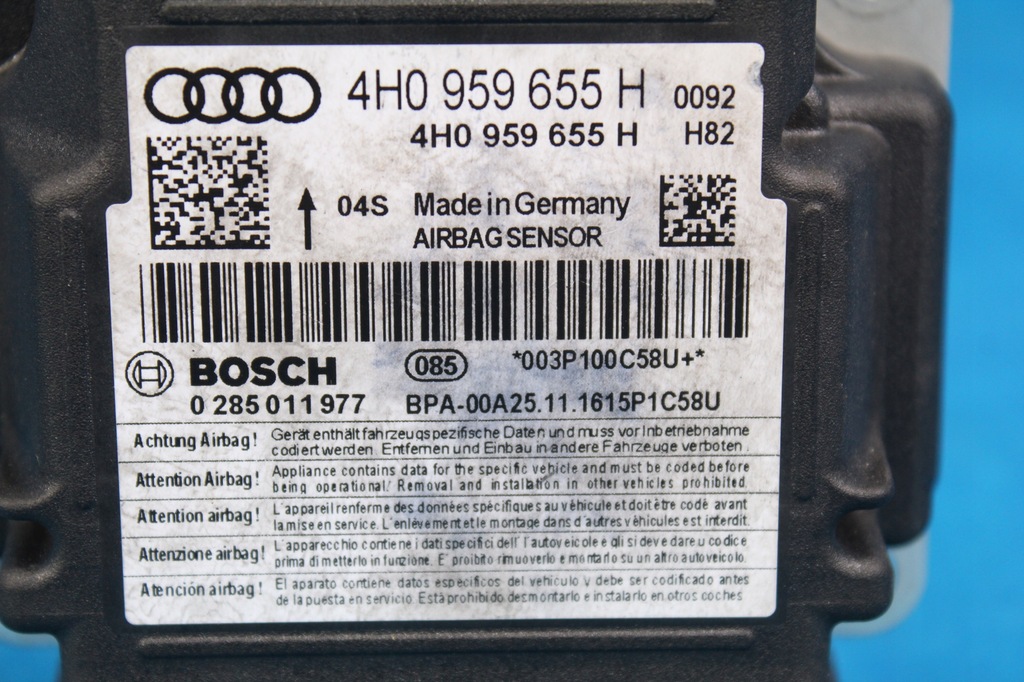 4H0 959 655 H 0092
4H0 959 655 H H82
04S Made in Germany
AIRBAG SENSOR
BOSCH 085 *003P100C58U+*
0 285 011 977 BPA-00A25.11.1615P1C58U
Achtung Airbag! Gerät enthält fahrzeugspezifische Daten und muss vor Inbetriebnahme
codiert werden. Entfernen und Einbau in andere Fahrzeuge verboten.
Attention Airbag! Appliance contains data for the specific vehicle and must be coded before
being operational. Removal and installation in other vehicles prohibited.
Attention airbag! L'appareil renferme des données spécifiques au véhicule et doit être codé avant
la mise en service. L'enlèvement et le montage dans d'autres véhicules est interdit.
Attenzione airbag! L'apparecchio contiene i dati specifici dell'l'autoveicolo e gli si deve dare u codice
prima di metterlo in funzione. E' proibito rimuoverlo e montarlo su un altro autoveicolo.
Atención airbag! El aparato contiene datos especificos del vehiculo y debe ser codificado antes
de la puesta en servicio. Está prohibido desmontarlo e instalarlo en otros coches